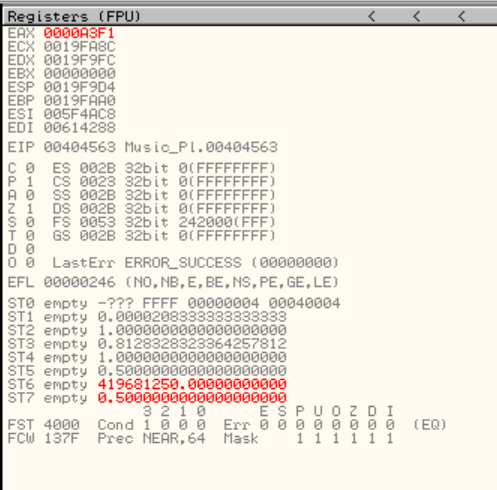 Registers (FPU) < < <
EAX 0000A3F1
ECX 0019FA8C
EDX 0019F9FC
EBX 00000000
ESP 0019F9D4
EBP 0019FAA0
ESI 005F4AC8
EDI 00614288
EIP 00404563 Music_Pl.00404563
C 0 ES 002B 32bit 0(FFFFFFFF)
P 1 CS 0023 32bit 0(FFFFFFFF)
A 0 SS 002B 32bit 0(FFFFFFFF)
Z 1 DS 002B 32bit 0(FFFFFFFF)
S 0 FS 0053 32bit 242000(FFF)
T 0 GS 002B 32bit 0(FFFFFFFF)
D 0
O 0 LastErr ERROR_SUCCESS (00000000)
EFL 00000246 (NO,NB,E,BE,NS,PE,GE,LE)
ST0 empty -??? FFFF 00000004 00040004
ST1 empty 0.0000208333333333333
ST2 empty 1.0000000000000000000
ST3 empty 0.8128328323364257812
ST4 empty 1.0000000000000000000
ST5 empty 0.5000000000000000000
ST6 empty 419681250.00000000000
ST7 empty 0.5000000000000000000
3 2 1 0 E S P U O Z D I
FST 4000 Cond 1 0 0 0 Err 0 0 0 0 0 0 0 0 (EQ)
FCW 137F Prec NEAR,64 Mask 1 1 1 1 1 1